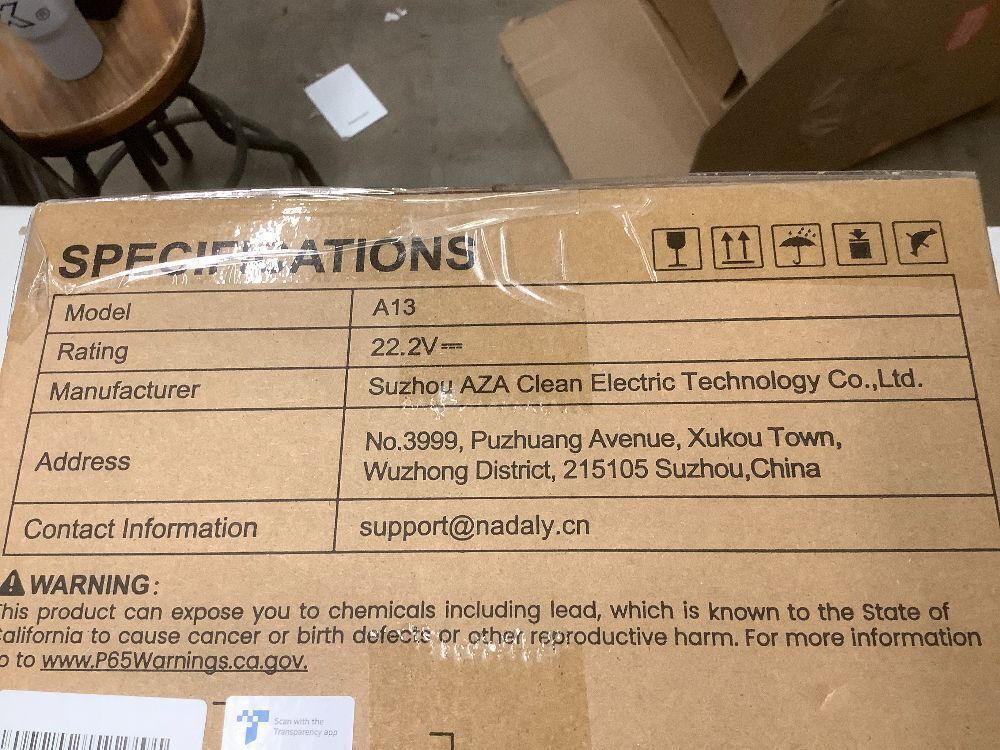 SPECIFICATIONS
Model A13
Rating 22.2V⎓
Manufacturer Suzhou AZA Clean Electric Technology Co.,Ltd.
Address No.3999, Puzhuang Avenue, Xukou Town,
Wuzhong District, 215105 Suzhou,China
Contact Information support@nadaly.cn
WARNING:
This product can expose you to chemicals including lead, which is known to the State of
California to cause cancer or birth defects or other reproductive harm. For more information
go to www.P65Warnings.ca.gov.
Scan with the
Transparency app